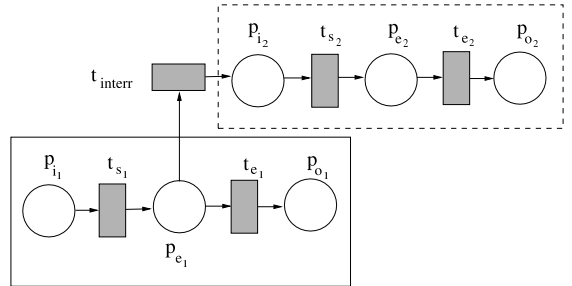 p_{i_2} t_{s_2} p_{e_2} t_{e_2} p_{o_2}
t_{interr}
p_{i_1} t_{s_1} t_{e_1} p_{o_1}
p_{e_1}